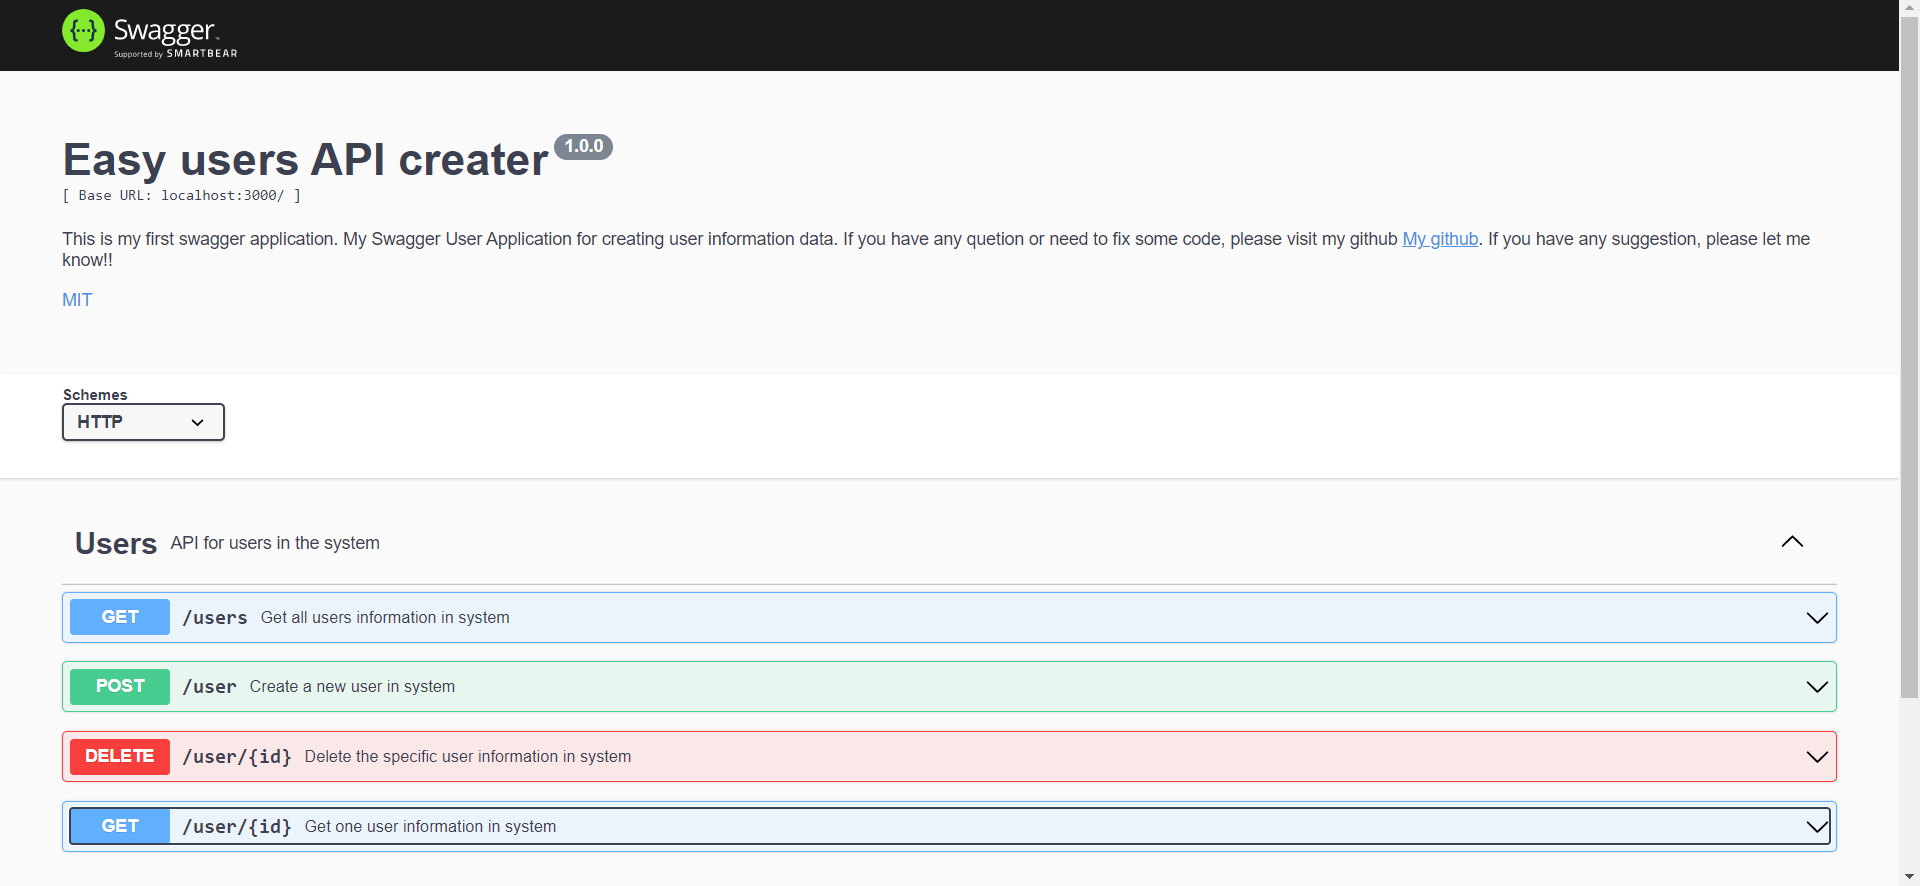 Swagger
Supported by SMARTBEAR
Easy users API creater 1.0.0
[ Base URL: localhost:3000/ ]
This is my first swagger application. My Swagger User Application for creating user information data. If you have any quetion or need to fix some code, please visit my github My github. If you have any suggestion, please let me
know!!
MIT
Schemes
HTTP
Users API for users in the system
GET /users Get all users information in system
POST /user Create a new user in system
DELETE /user/{id} Delete the specific user information in system
GET /user/{id} Get one user information in system